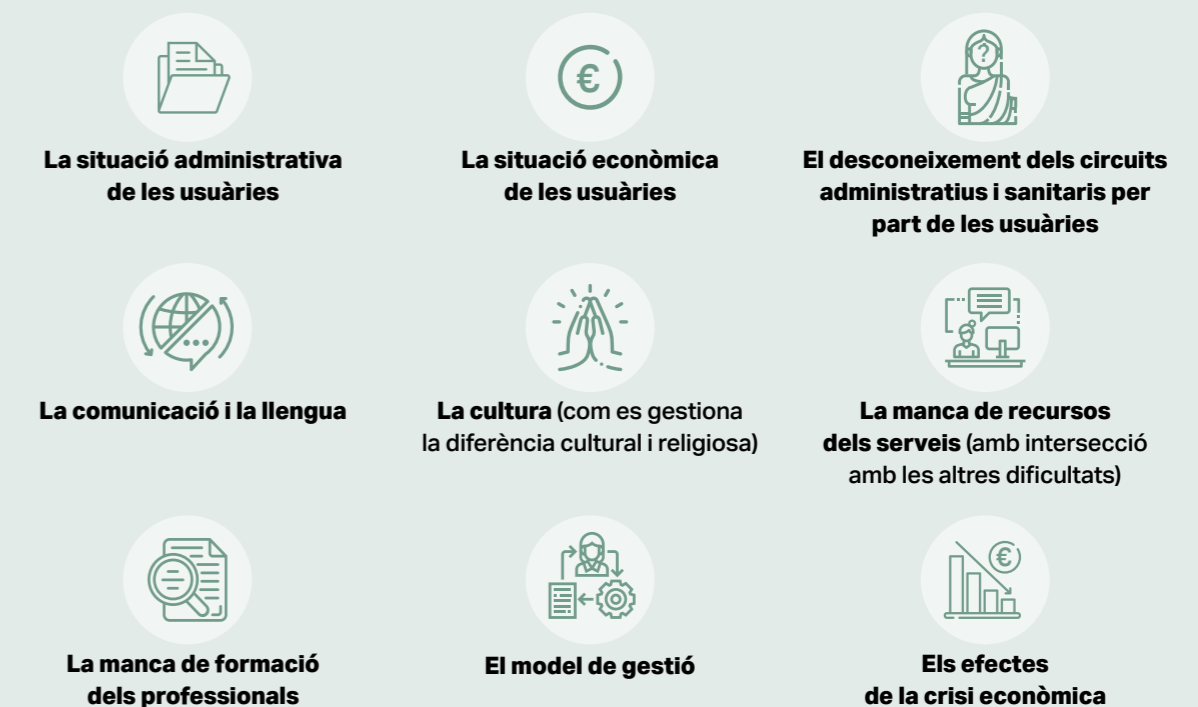 La situació administrativa
de les usuàries
La situació econòmica
de les usuàries
El desconeixement dels circuits
administratius i sanitaris per
part de les usuàries
La comunicació i la llengua
La cultura (com es gestiona
la diferència cultural i religiosa)
La manca de recursos
dels serveis (amb intersecció
amb les altres dificultats)
La manca de formació
dels professionals
El model de gestió
Els efectes
de la crisi econòmica